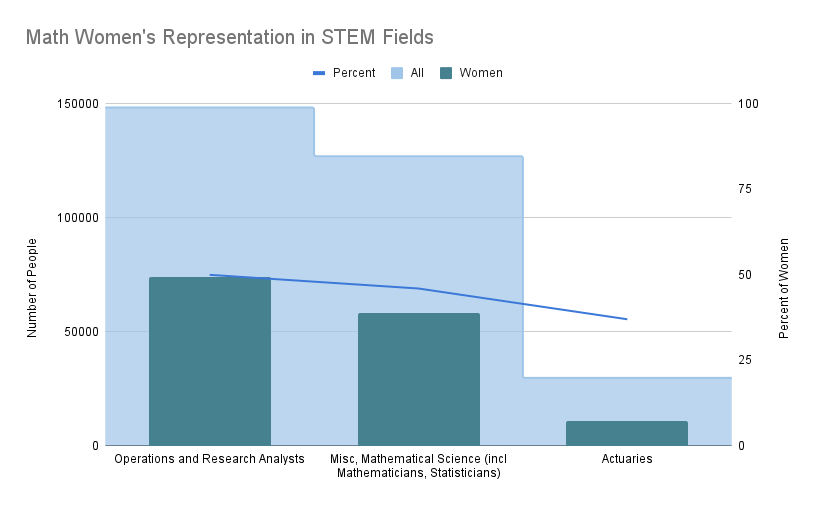 Math Women's Representation in STEM Fields
Percent All Women
150000
100000
50000
0
Number of People
100
75
50
25
0
Percent of Women
Operations and Research Analysts
Misc, Mathematical Science (incl
Mathematicians, Statisticians)
Actuaries